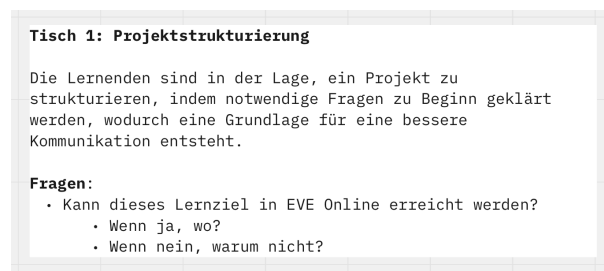 Tisch 1: Projektstrukturierung
Die Lernenden sind in der Lage, ein Projekt zu
strukturieren, indem notwendige Fragen zu Beginn geklärt
werden, wodurch eine Grundlage für eine bessere
Kommunikation entsteht.
Fragen:
• Kann dieses Lernziel in EVE Online erreicht werden?
• Wenn ja, wo?
• Wenn nein, warum nicht?